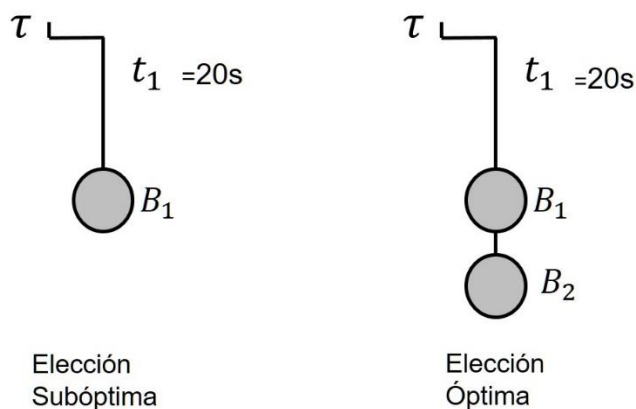 τ
t₁ =20s
B₁
Elección
Subóptima
τ
t₁ =20s
B₁
B₂
Elección
Óptima